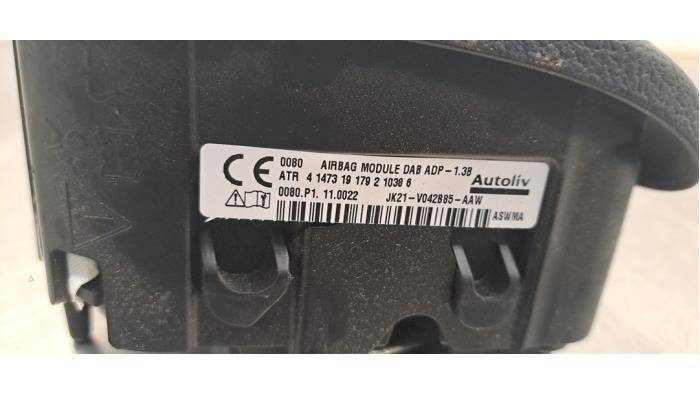 CE 0080 AIRBAG MODULE DAB ADP-1.3B
ATR 4 1473 19 179 2 1038 6 Autoliv
0080.P1. 11.0022 JK21-V042B85-AAW
ASWMA